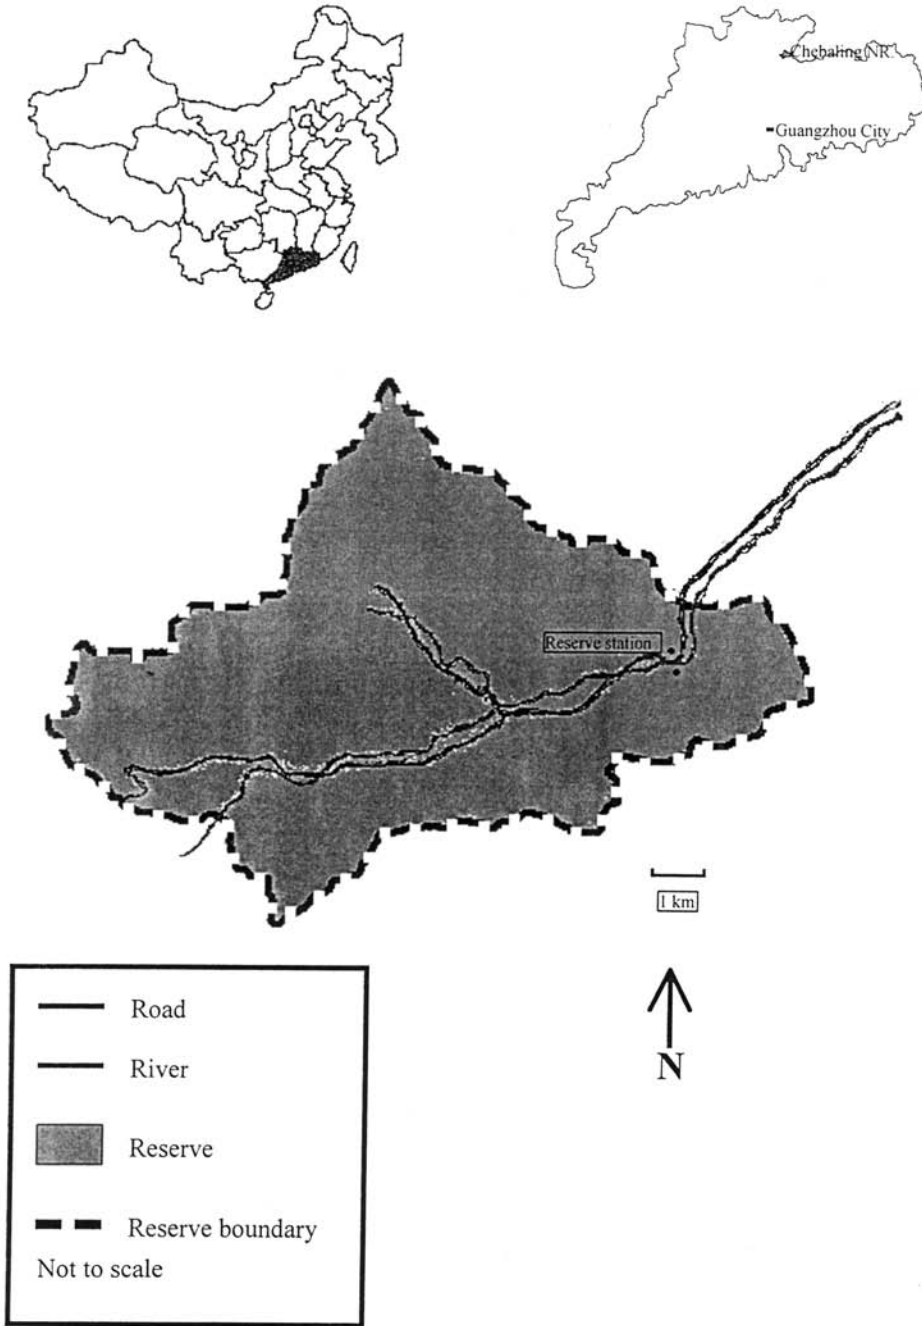 Chebaling NR.
Guangzhou City
Reserve station
1 km
N
Road
River
Reserve
Reserve boundary
Not to scale